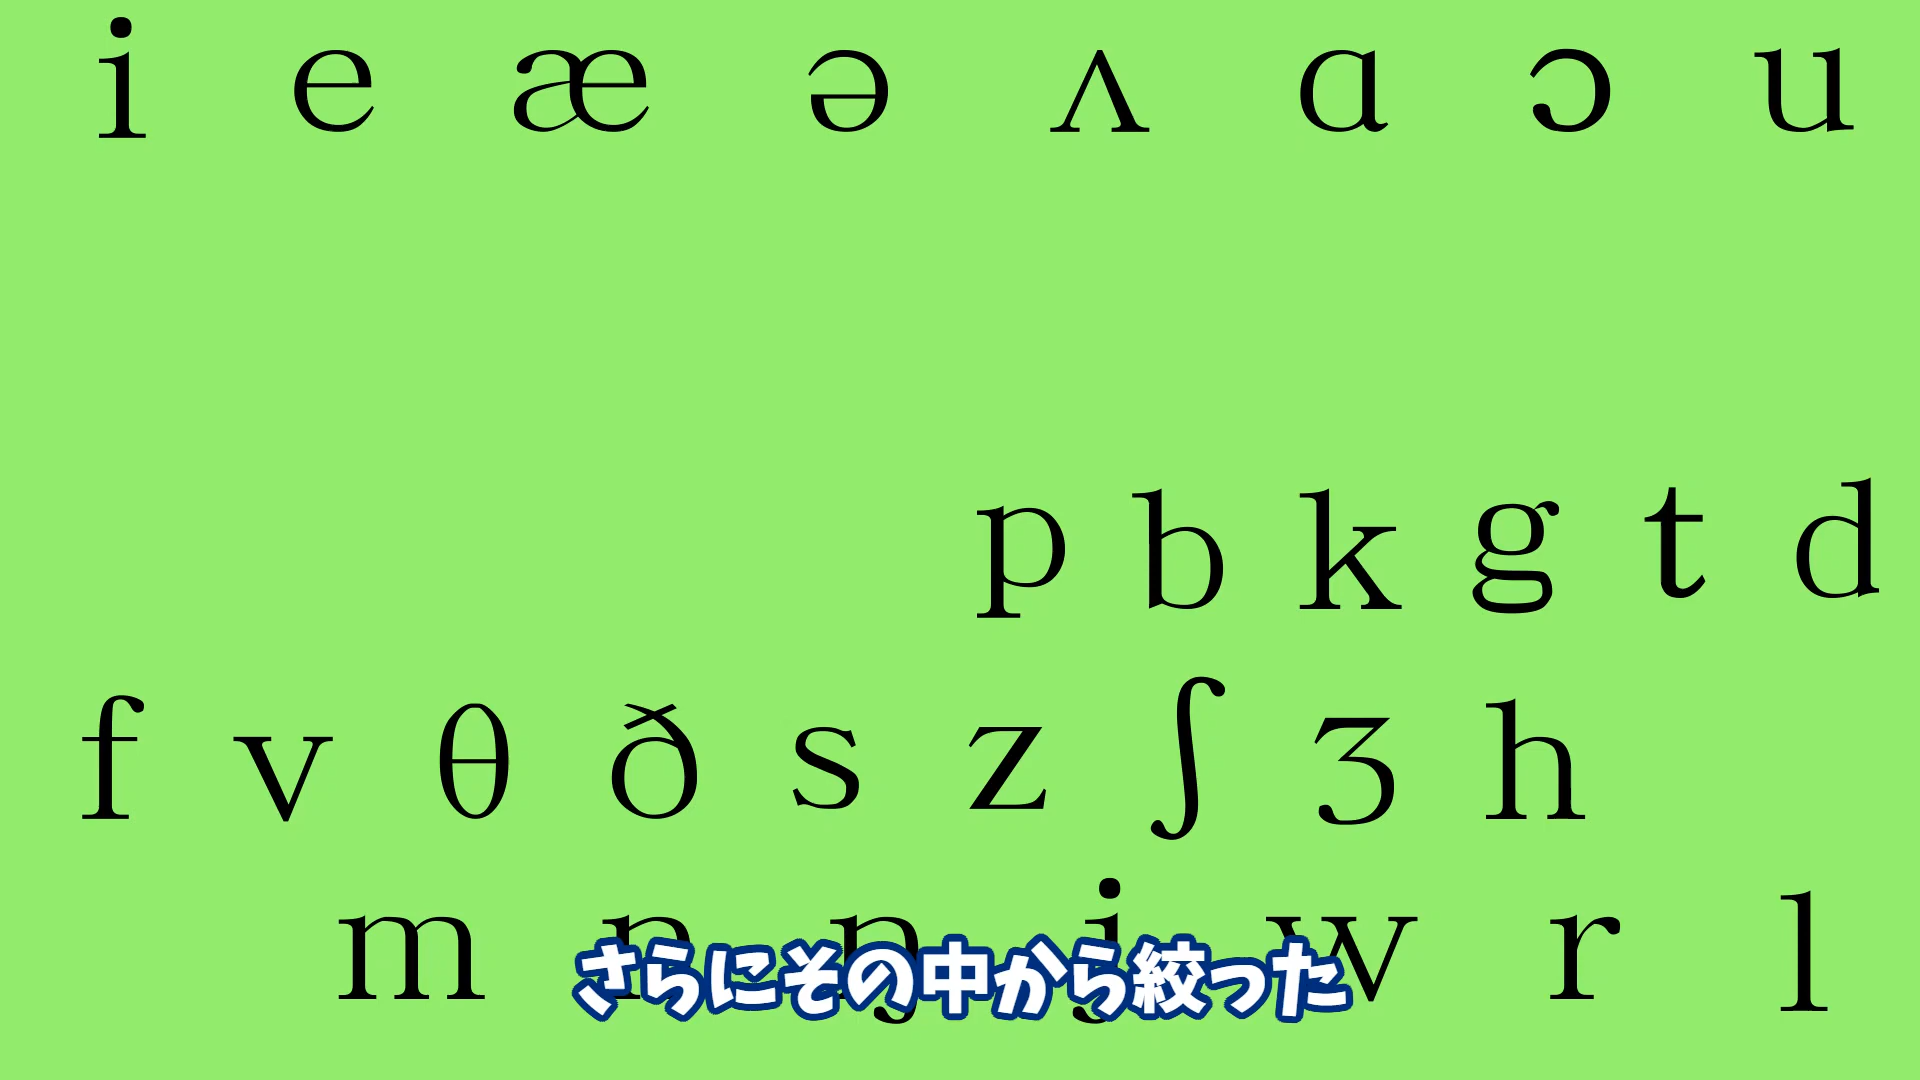 i e æ ə ʌ ɑ ɔ u
p b k g t d
f v θ ð s z ʃ ʒ h
m n ŋ j w r l
さらにその中から絞った